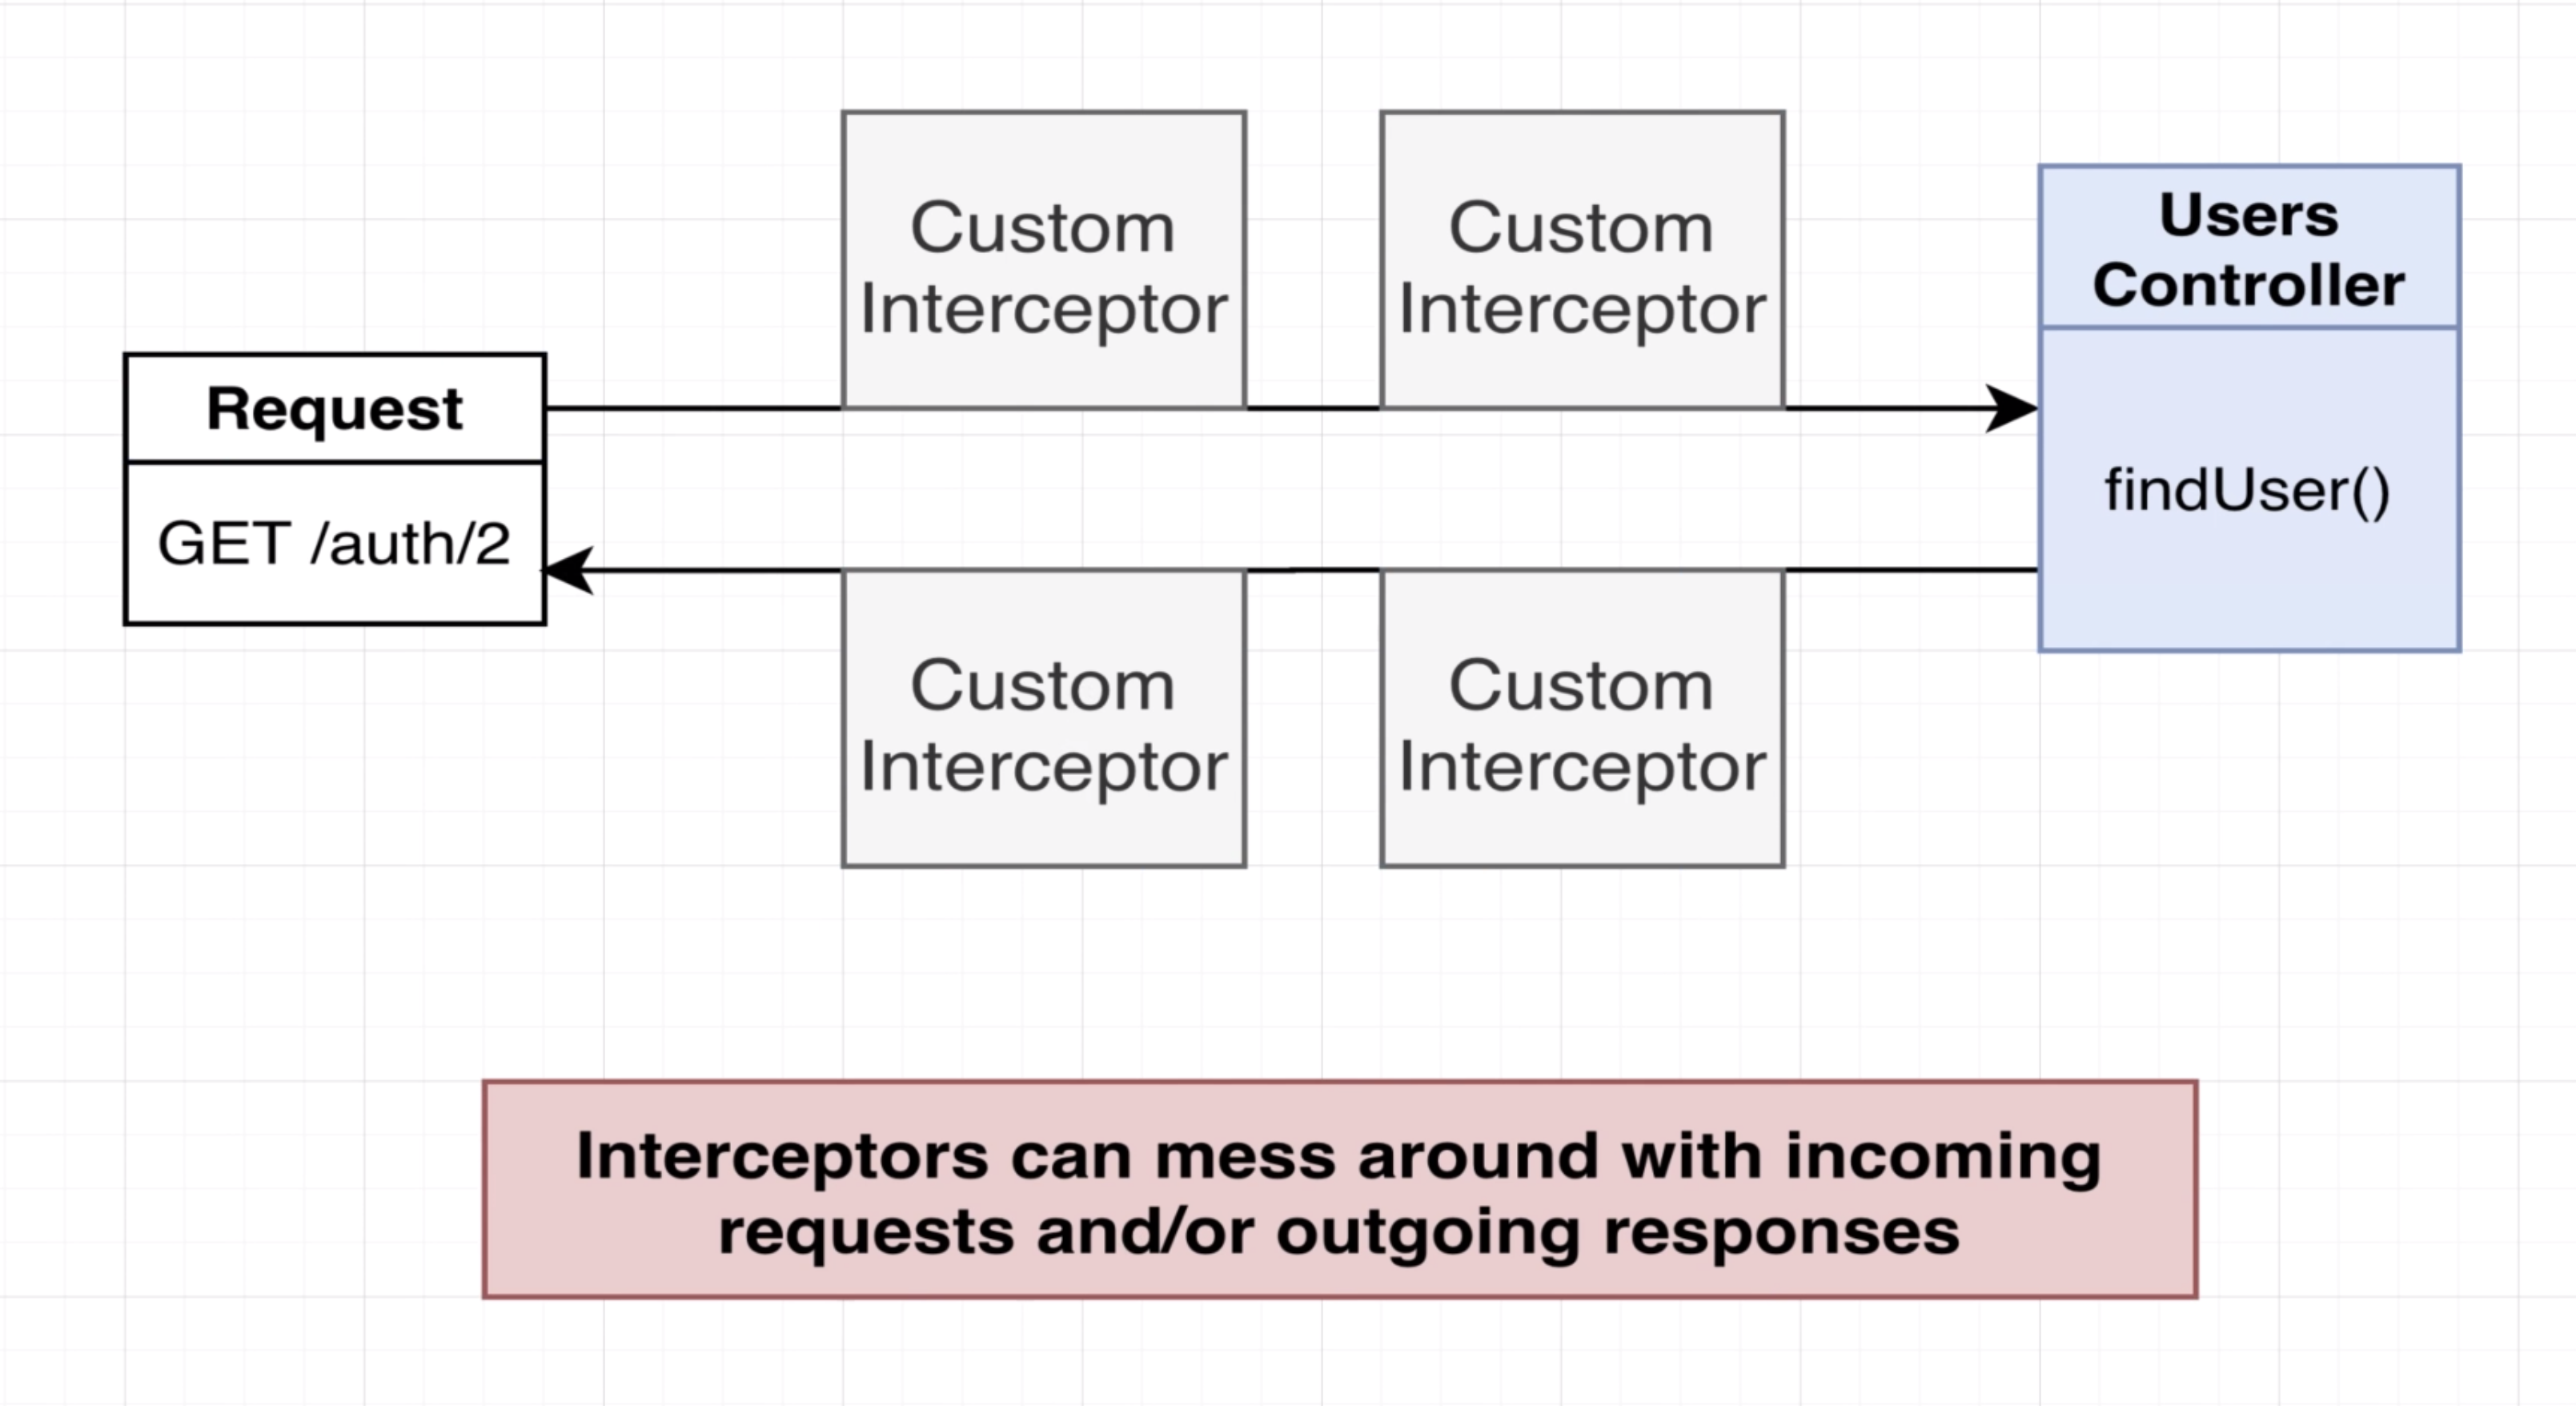 Custom
Interceptor
Custom
Interceptor
Users
Controller
Request
findUser()
GET /auth/2
Custom
Interceptor
Custom
Interceptor
Interceptors can mess around with incoming
requests and/or outgoing responses